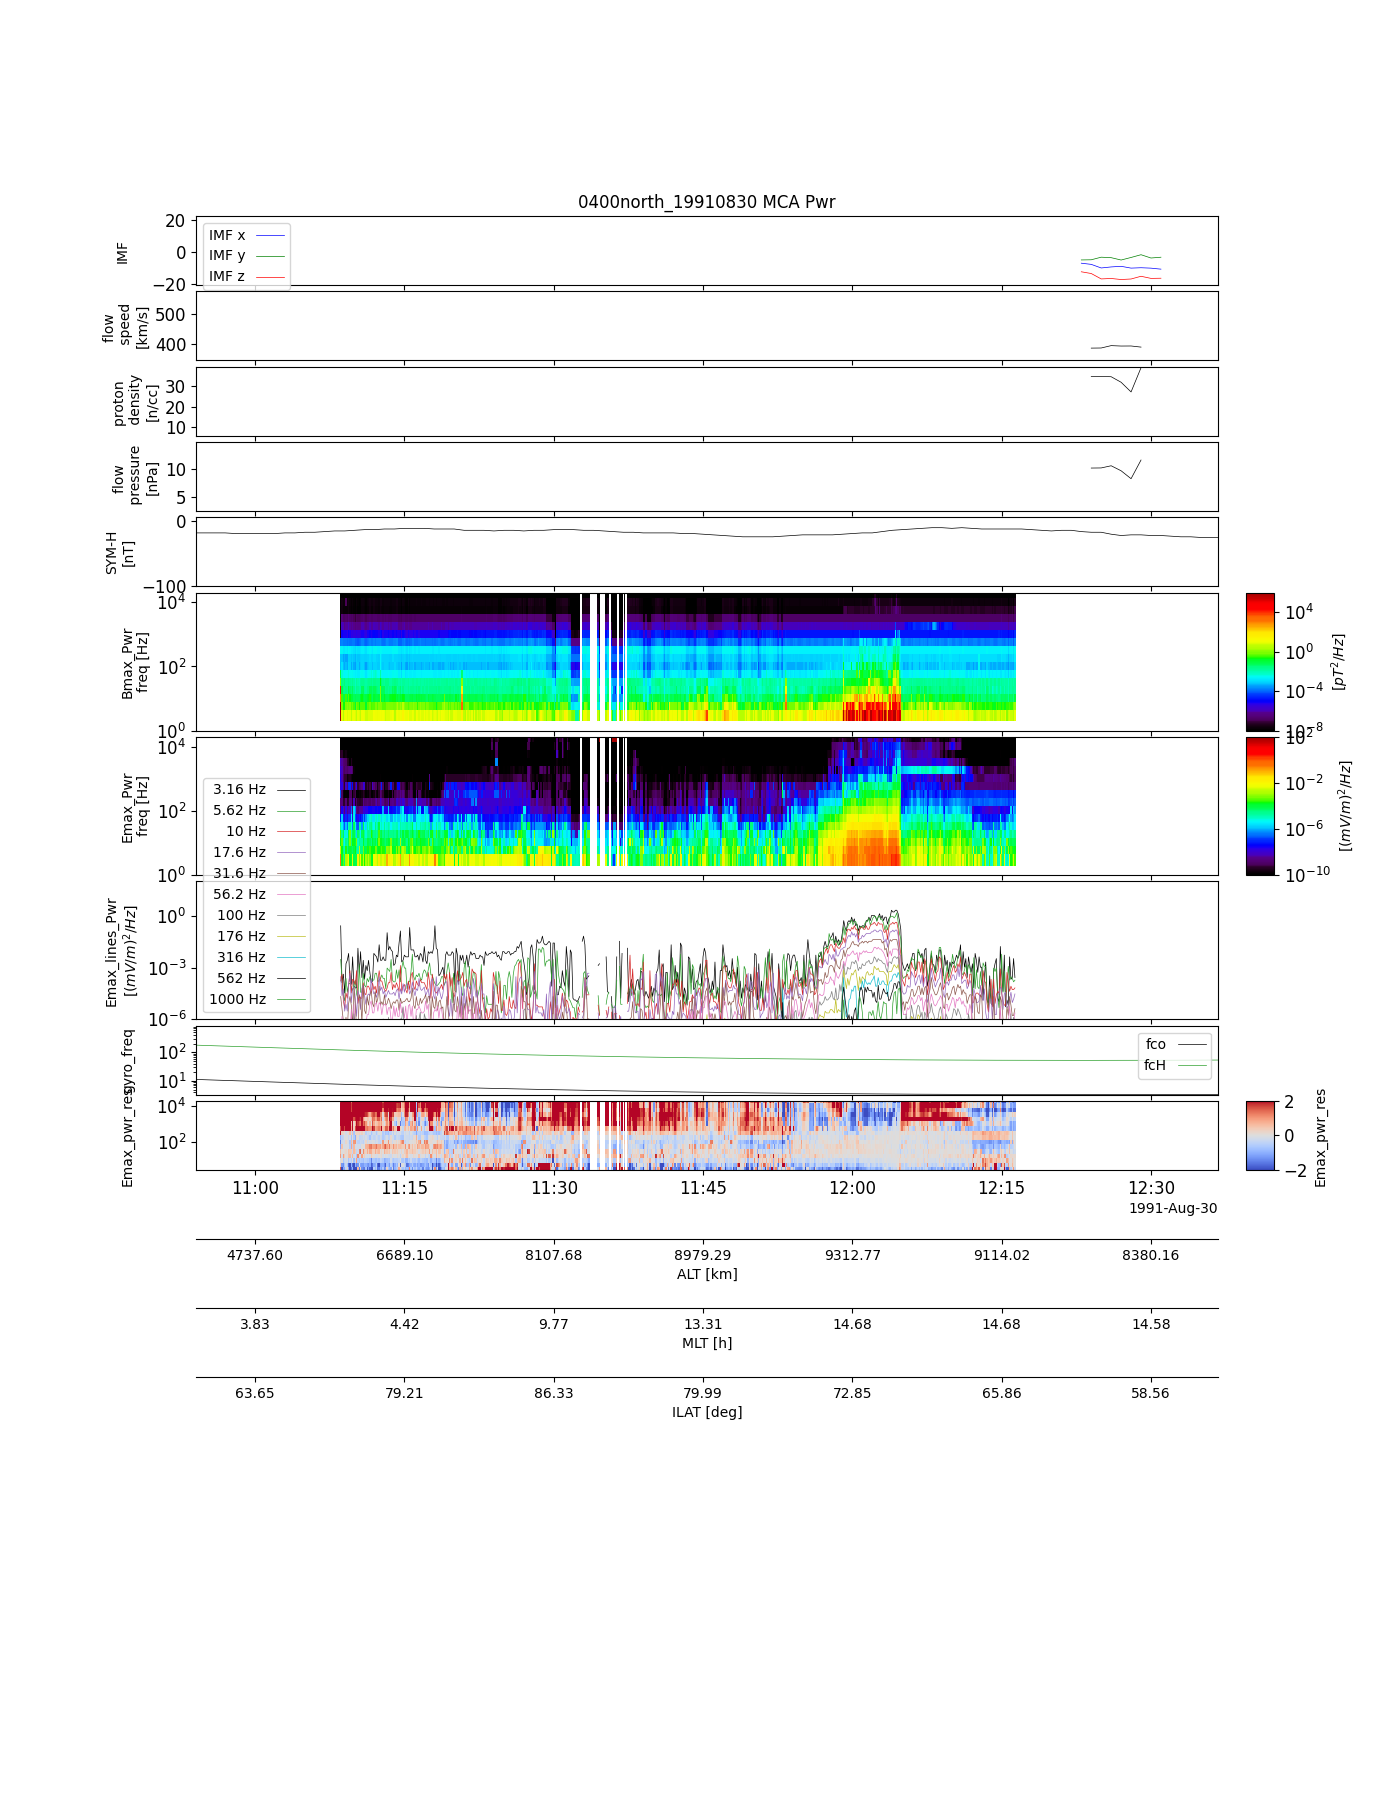 0400north_19910830 MCA Pwr
20
0
−20
IMF
IMF x
IMF y
IMF z
500
400
flow
speed
[km/s]
30
20
10
proton
density
[n/cc]
10
5
flow
pressure
[nPa]
0
−100
SYM-H
[nT]
10^4
10^2
10^0
Bmax_Pwr
freq [Hz]
10^4
10^0
10^−4
10^−8
[pT^2/Hz]
10^4
10^2
10^0
Emax_Pwr
freq [Hz]
10^2
10^−2
10^−6
10^−10
[(mV/m)^2/Hz]
3.16 Hz
5.62 Hz
10 Hz
17.6 Hz
31.6 Hz
56.2 Hz
100 Hz
176 Hz
316 Hz
562 Hz
1000 Hz
10^0
10^−3
10^−6
Emax_lines_Pwr
[(mV/m)^2/Hz]
10^2
10^1
gyro_freq
fco
fcH
10^4
10^2
Emax_pwr_res
2
0
−2
Emax_pwr_res
11:00 11:15 11:30 11:45 12:00 12:15 12:30
1991-Aug-30
4737.60 6689.10 8107.68 8979.29 9312.77 9114.02 8380.16
ALT [km]
3.83 4.42 9.77 13.31 14.68 14.68 14.58
MLT [h]
63.65 79.21 86.33 79.99 72.85 65.86 58.56
ILAT [deg]